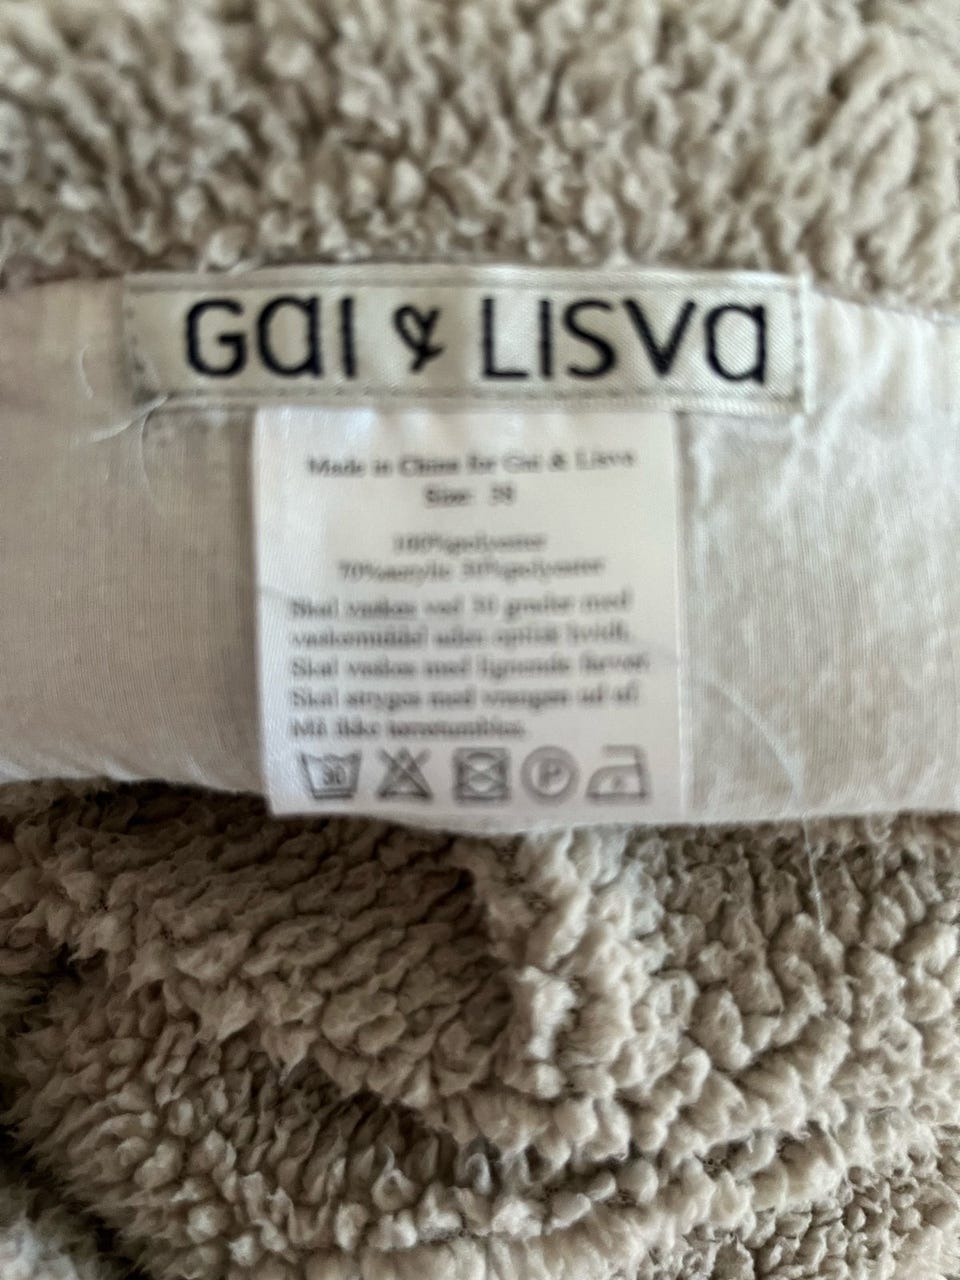 Gai & Lisva
Made in China for Gai & Lisva
Size: 38
100%polyester
70%acrylic 30%polyester
Skal vaskes ved 30 grader med
vaskemiddel uden optisk hvidt.
Skal vaskes med lignende farver.
Skal stryges med vrangen ud af.
Må ikke tørretumbles.
30
P